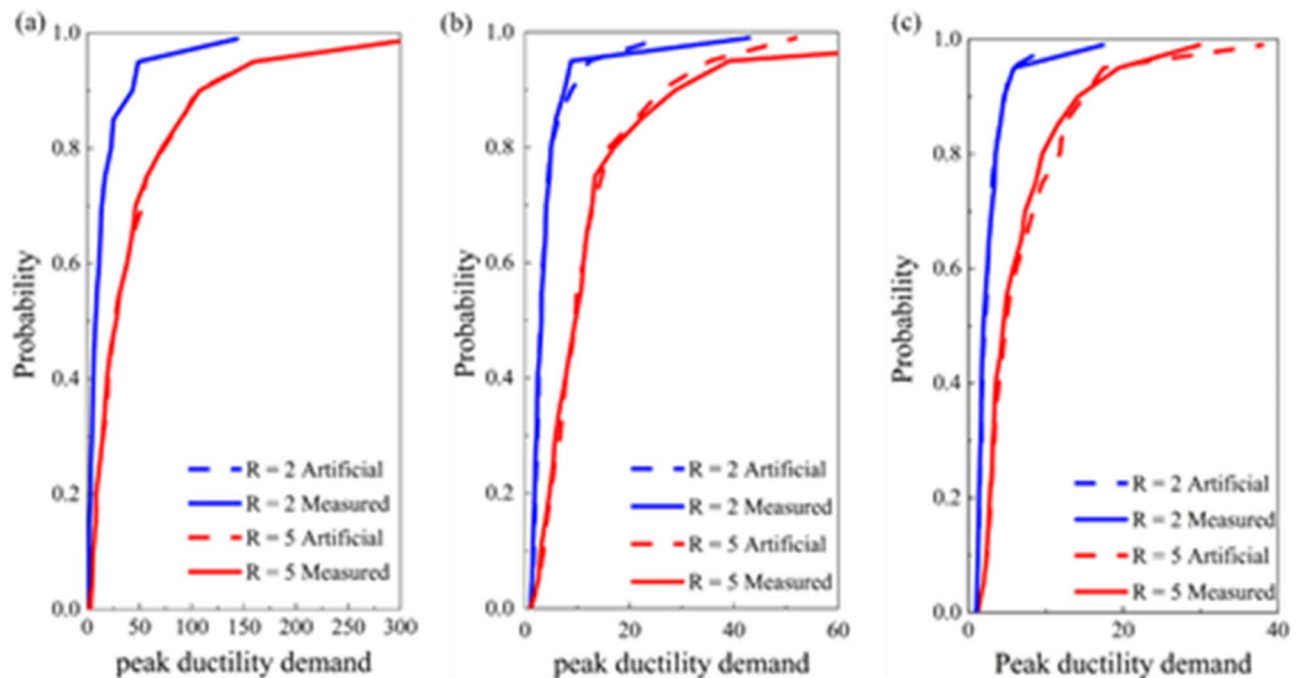 (a)
1.0
0.8
0.6
0.4
0.2
0.0
Probability
R = 2 Artificial
R = 2 Measured
R = 5 Artificial
R = 5 Measured
0 50 100 150 200 250 300
peak ductility demand
(b)
1.0
0.8
0.6
0.4
0.2
0.0
Probability
R = 2 Artificial
R = 2 Measured
R = 5 Artificial
R = 5 Measured
0 20 40 60
peak ductility demand
(c)
1.0
0.8
0.6
0.4
0.2
0.0
Probability
R = 2 Artificial
R = 2 Measured
R = 5 Artificial
R = 5 Measured
0 20 40
Peak ductility demand